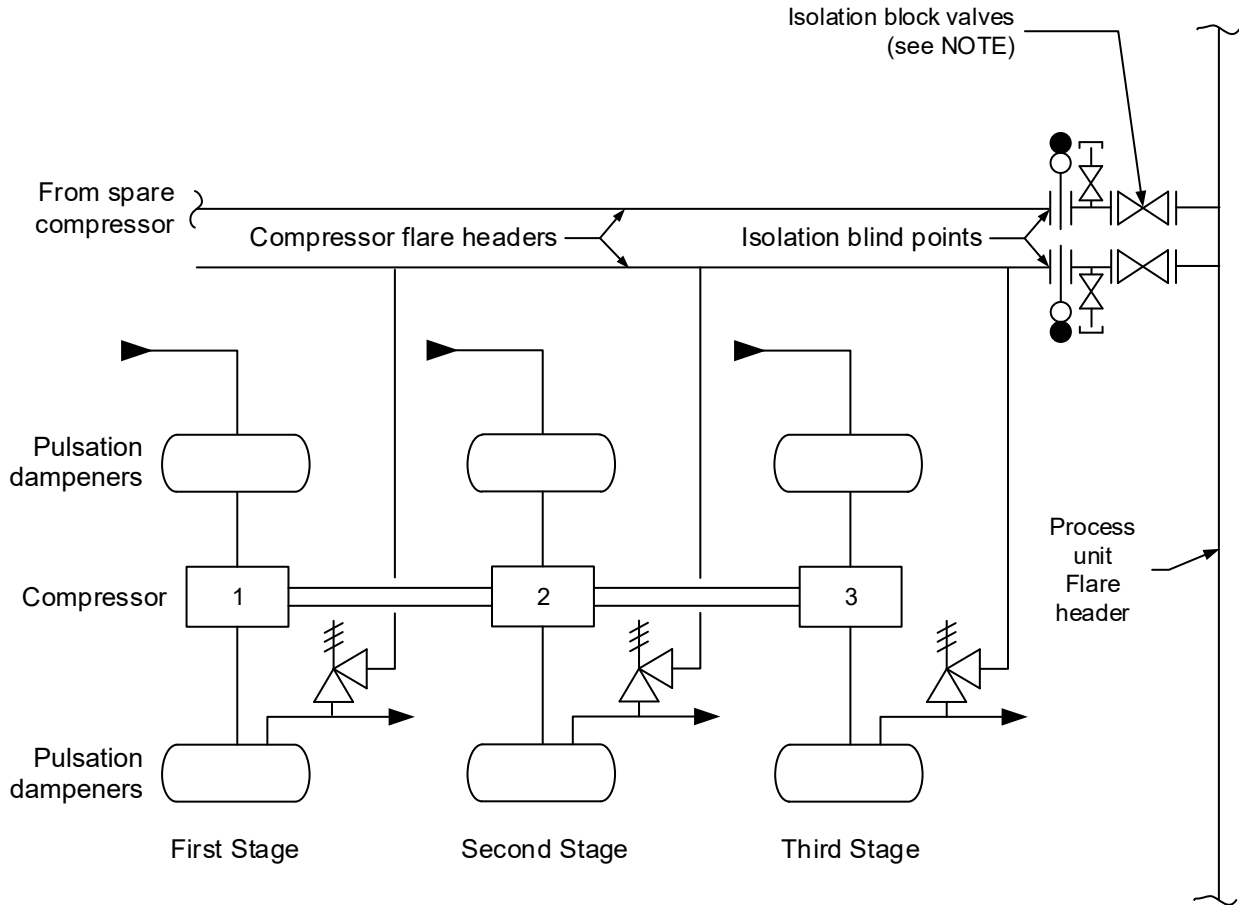 Isolation block valves
(see NOTE)
From spare
compressor
Compressor flare headers
Isolation blind points
Pulsation
dampeners
Process
unit
Flare
header
Compressor
1
2
3
Pulsation
dampeners
First Stage
Second Stage
Third Stage